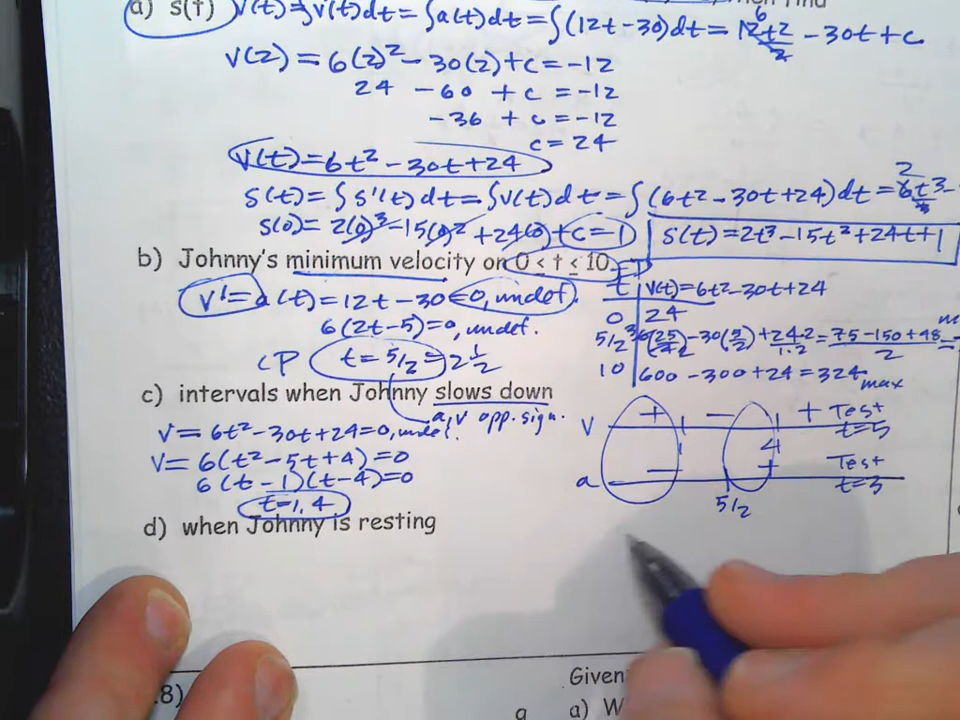 a) s(t) v(t) = ∫v'(t)dt = ∫a(t)dt = ∫(12t-30)dt = 12t²/2 - 30t + c
6
v(2) = 6(2)² - 30(2) + c = -12
24 - 60 + c = -12
-36 + c = -12
c = 24
v(t) = 6t² - 30t + 24
s(t) = ∫s'(t)dt = ∫v(t)dt = ∫(6t² - 30t + 24)dt = 6t³/3 -
2
s(0) = 2(0)³ - 15(0)² + 24(0) + c = 1
s(t) = 2t³ - 15t² + 24t + 1
b) Johnny's minimum velocity on 0 ≤ t ≤ 10
v' = a(t) = 12t - 30 = 0, undef.
6(2t-5) = 0, undef.
CP t = 5/2 = 2 1/2
t | v(t) = 6t² - 30t + 24
0 | 24
5/2 | 6(25/4) - 30(5/2) + 24·2/1·2 = 75 - 150 + 48/2 =
10 | 600 - 300 + 24 = 324 max
c) intervals when Johnny slows down
a, v opp. sign.
v = 6t² - 30t + 24 = 0, undef.
v = 6(t² - 5t + 4) = 0
6(t-1)(t-4) = 0
t = 1, 4
v + 1 - 4 + Test t=5
a - 5/2 + Test t=3
d) when Johnny is resting
8)
Given
a a) W